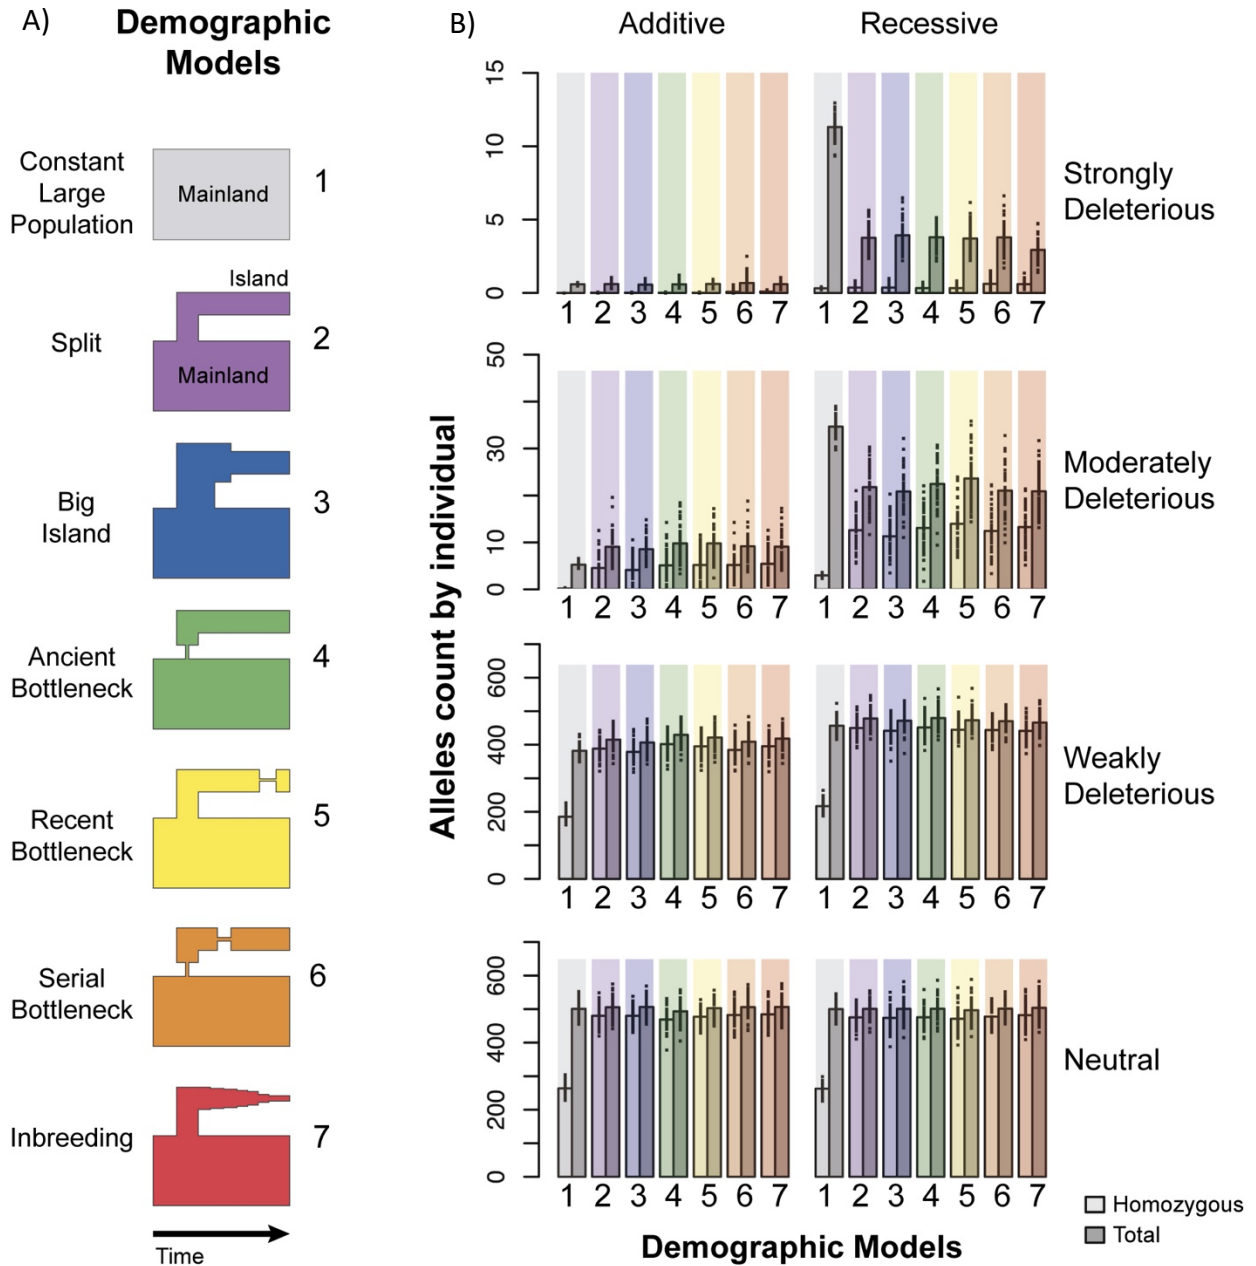 A)
Demographic
Models
Constant
Large
Population
Mainland
1
Island
Split
Mainland
2
Big
Island
3
Ancient
Bottleneck
4
Recent
Bottleneck
5
Serial
Bottleneck
6
Inbreeding
7
Time
B)
Additive
Recessive
Alleles count by individual
15
10
5
0
1 2 3 4 5 6 7
1 2 3 4 5 6 7
Strongly
Deleterious
50
30
10
0
1 2 3 4 5 6 7
1 2 3 4 5 6 7
Moderately
Deleterious
600
400
200
0
1 2 3 4 5 6 7
1 2 3 4 5 6 7
Weakly
Deleterious
600
400
200
0
1 2 3 4 5 6 7
1 2 3 4 5 6 7
Neutral
Demographic Models
Homozygous
Total